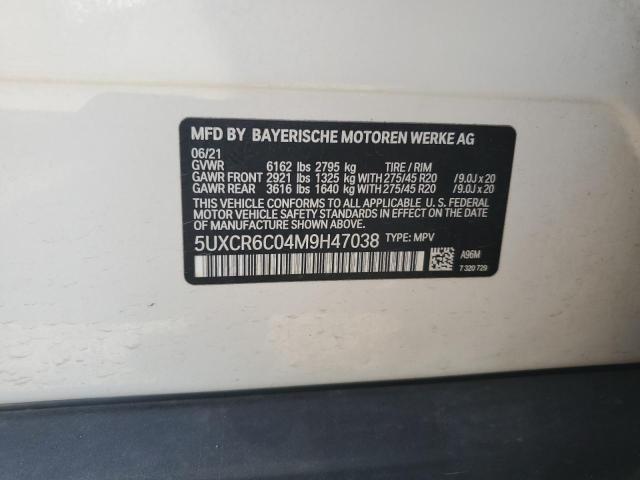 MFD BY BAYERISCHE MOTOREN WERKE AG
06/21
GVWR 6162 lbs 2795 kg TIRE / RIM
GAWR FRONT 2921 lbs 1325 kg WITH 275/45 R20 /9.0J x 20
GAWR REAR 3616 lbs 1640 kg WITH 275/45 R20 /9.0J x 20
THIS VEHICLE CONFORMS TO ALL APPLICABLE U. S. FEDERAL
MOTOR VEHICLE SAFETY STANDARDS IN EFFECT ON THE
DATE OF MANUFACTURE SHOWN ABOVE.
5UXCR6C04M9H47038 TYPE: MPV
A96M
7 320 729